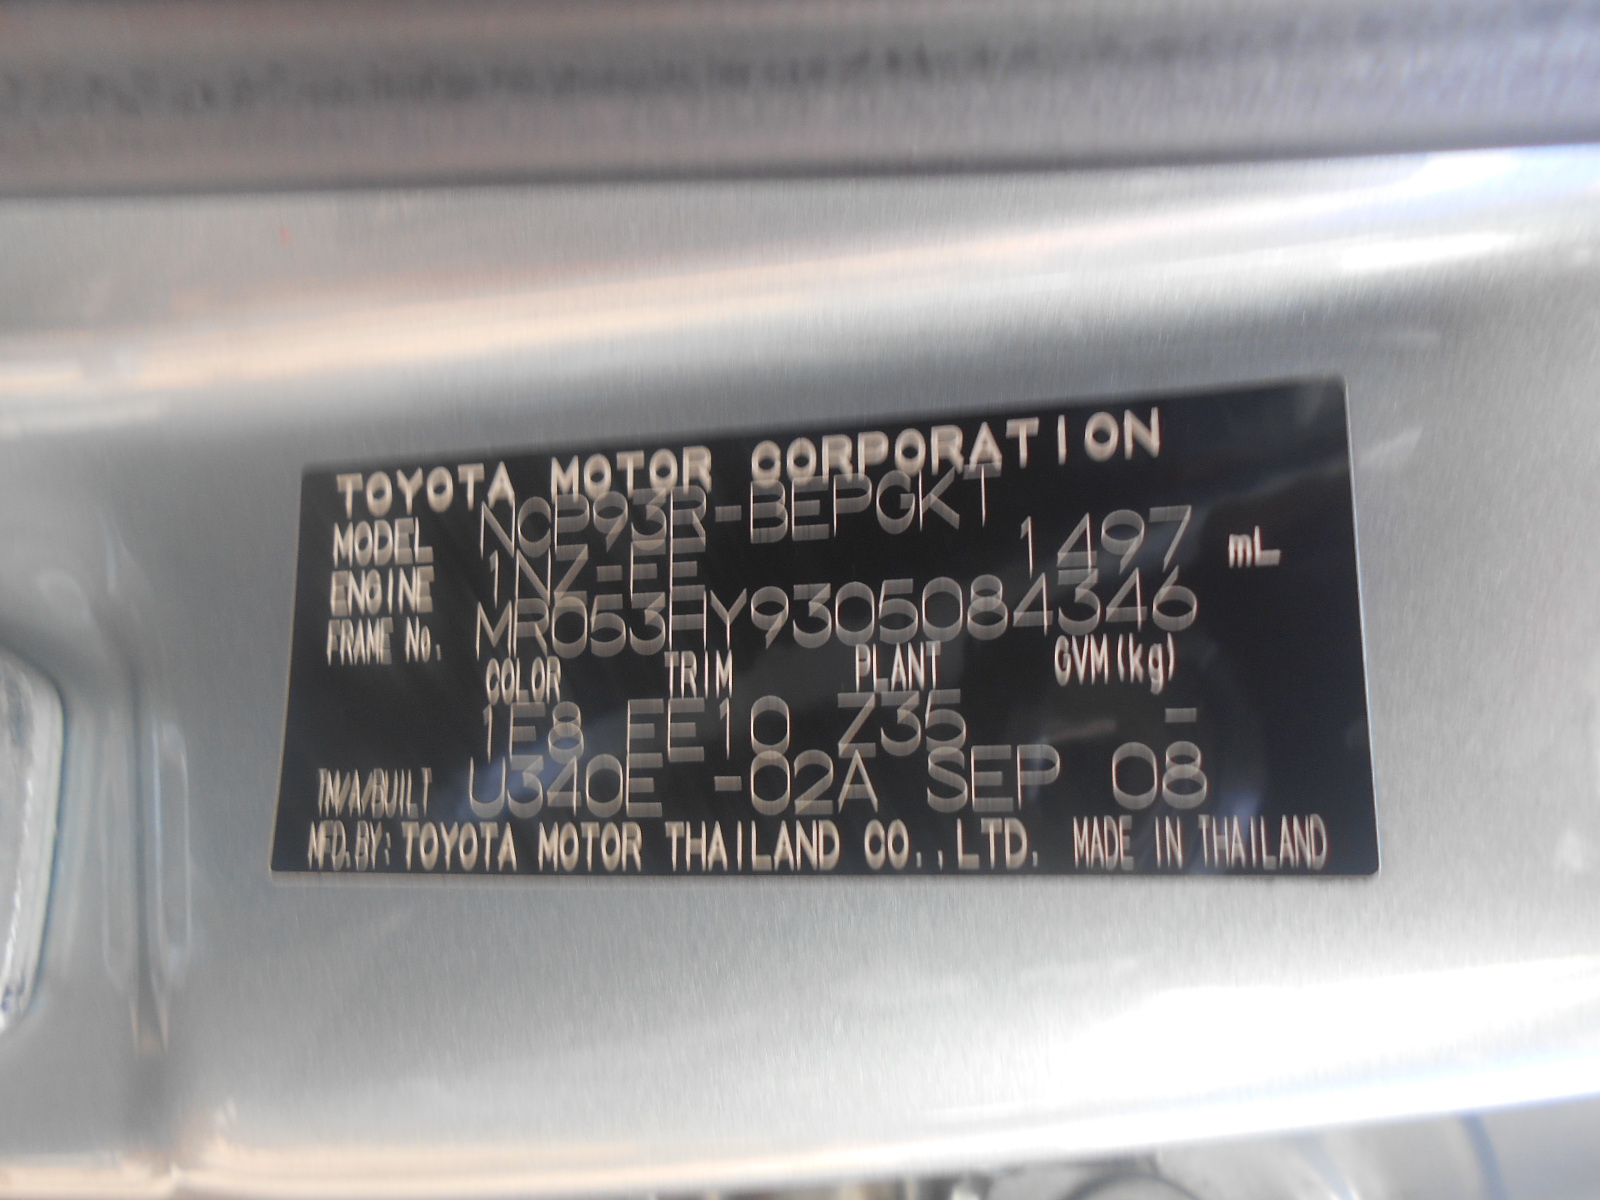 TOYOTA MOTOR CORPORATION
MODEL NCP93R-BEPGKT
ENGINE 1NZ-FE 1497 mL
FRAME No. MR053HY9305084346
COLOR TRIM PLANT GVM(kg)
1E8 FE10 Z35 -
TM/A/BUILT U340E -02A SEP 08
MFD.BY: TOYOTA MOTOR THAILAND CO.,LTD. MADE IN THAILAND